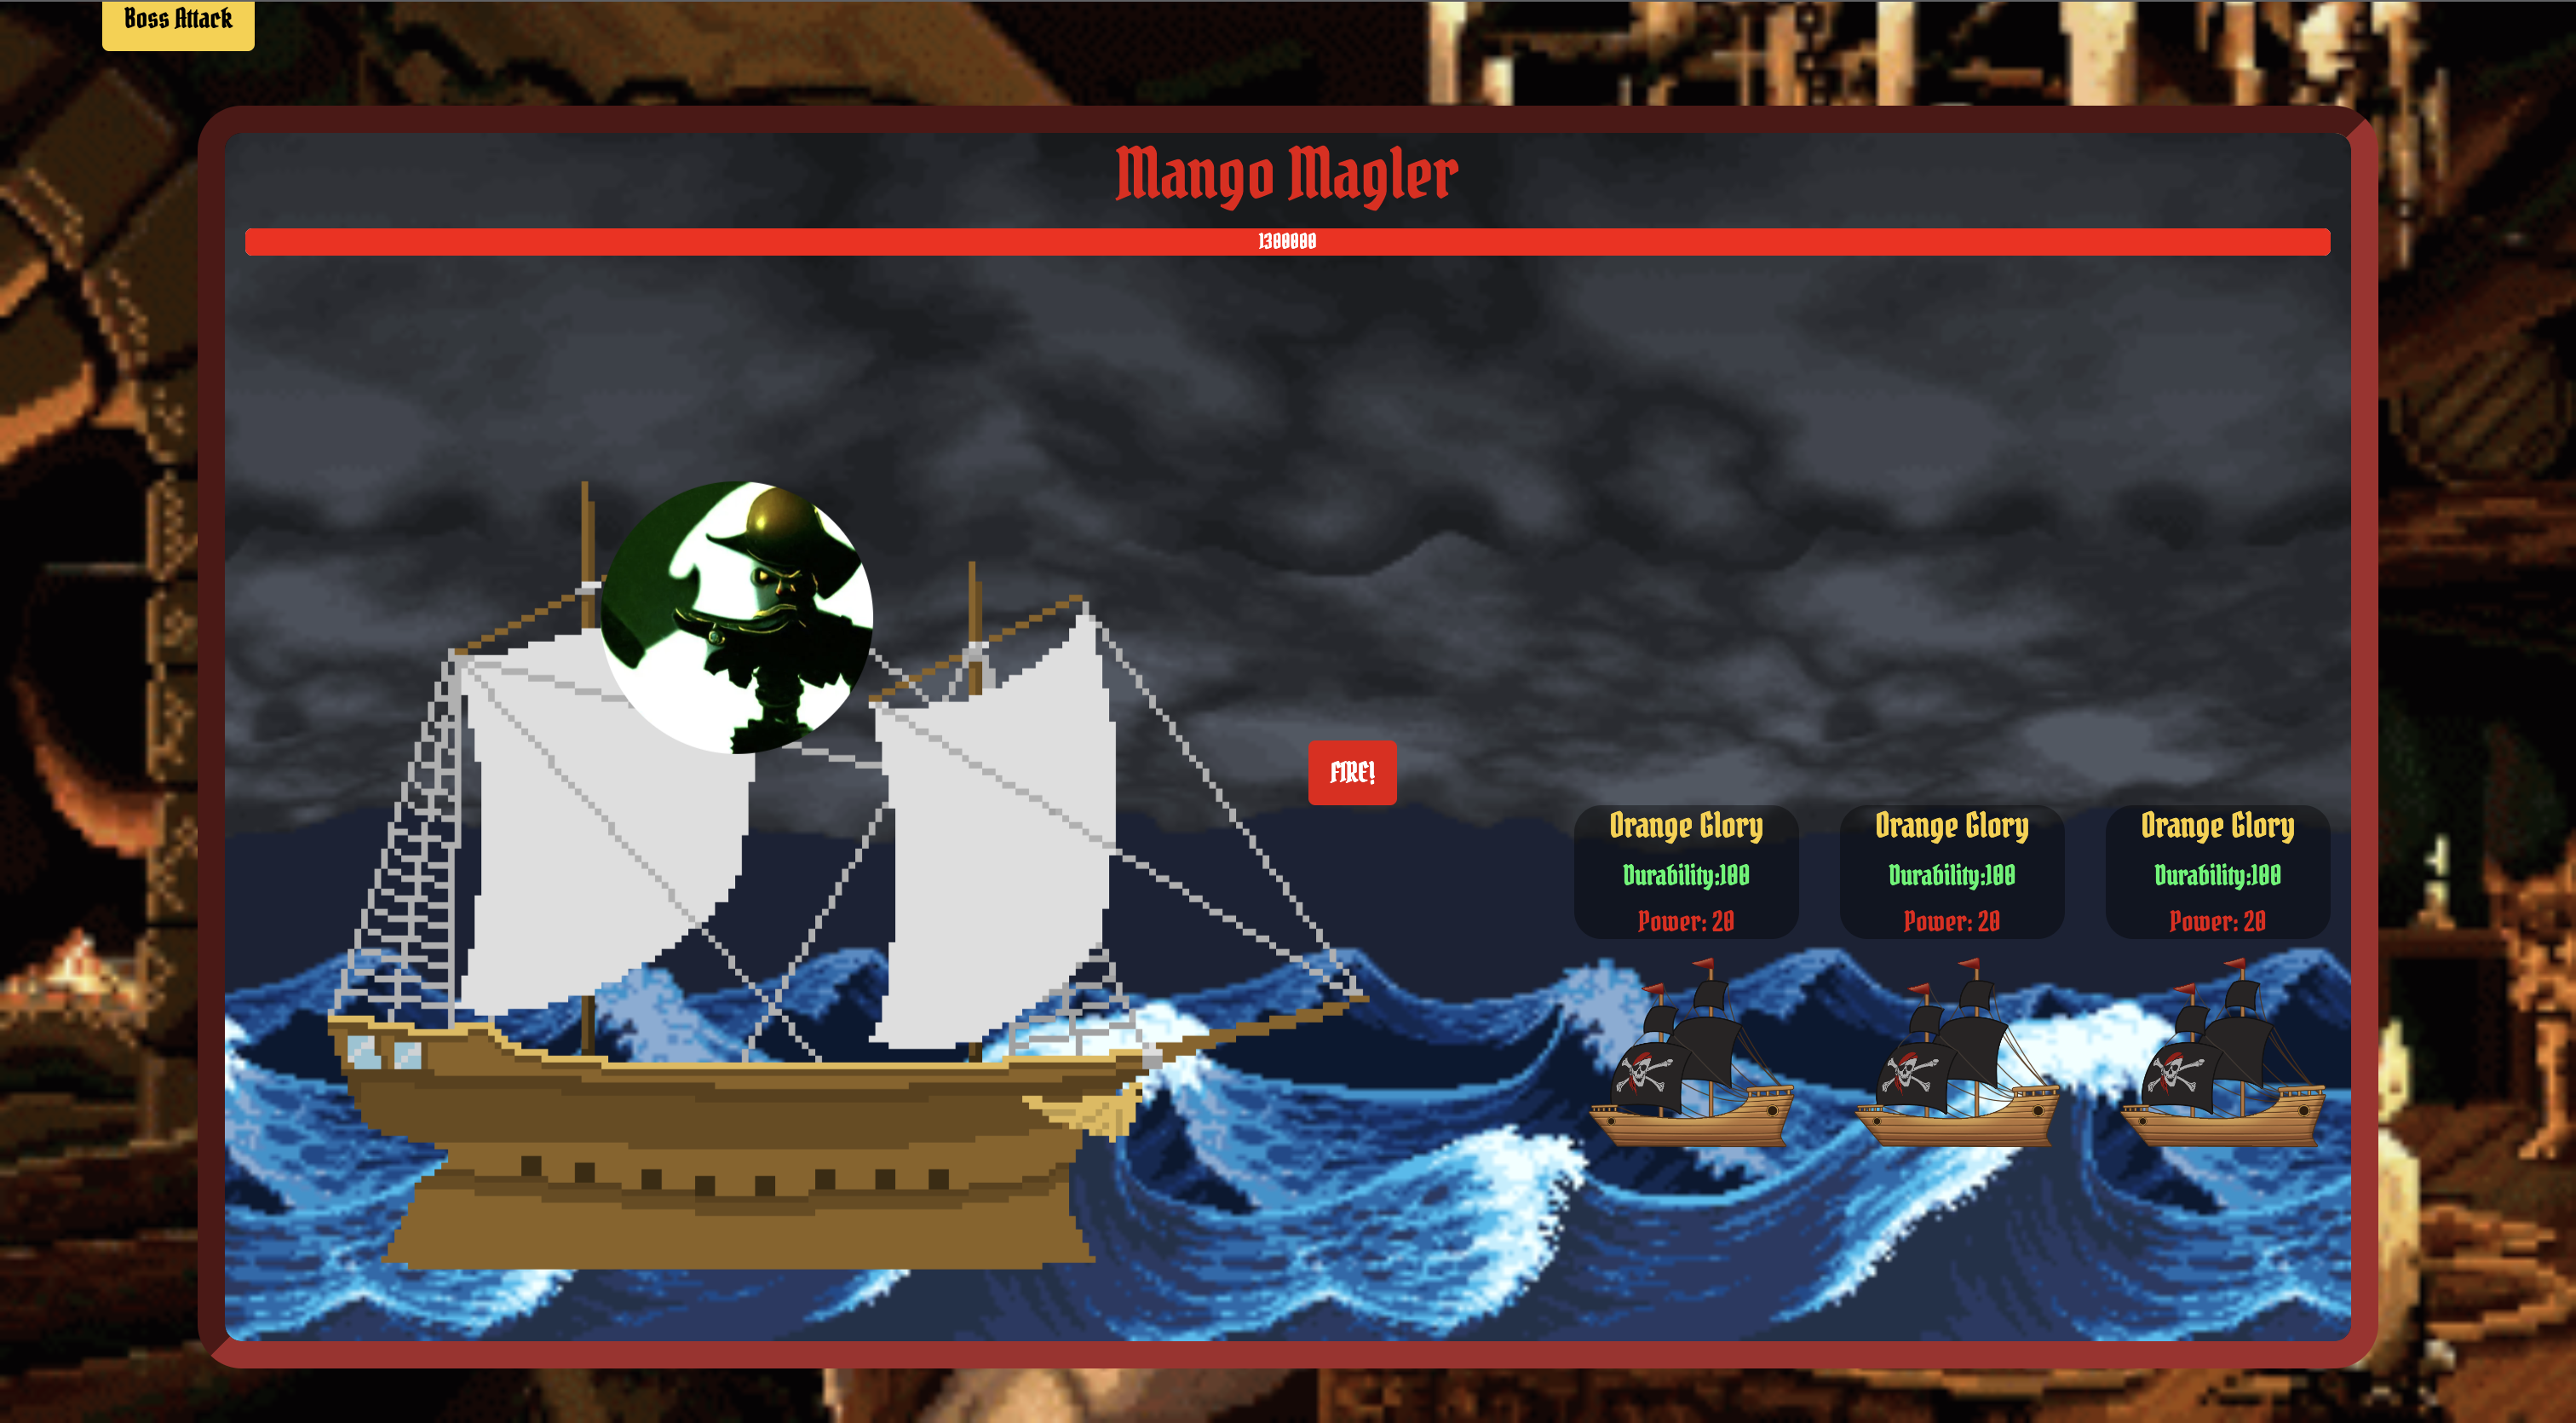 Boss Attack
Mango Magler
1300000
FIRE!
Orange Glory
Durability:100
Power: 20
Orange Glory
Durability:100
Power: 20
Orange Glory
Durability:100
Power: 20